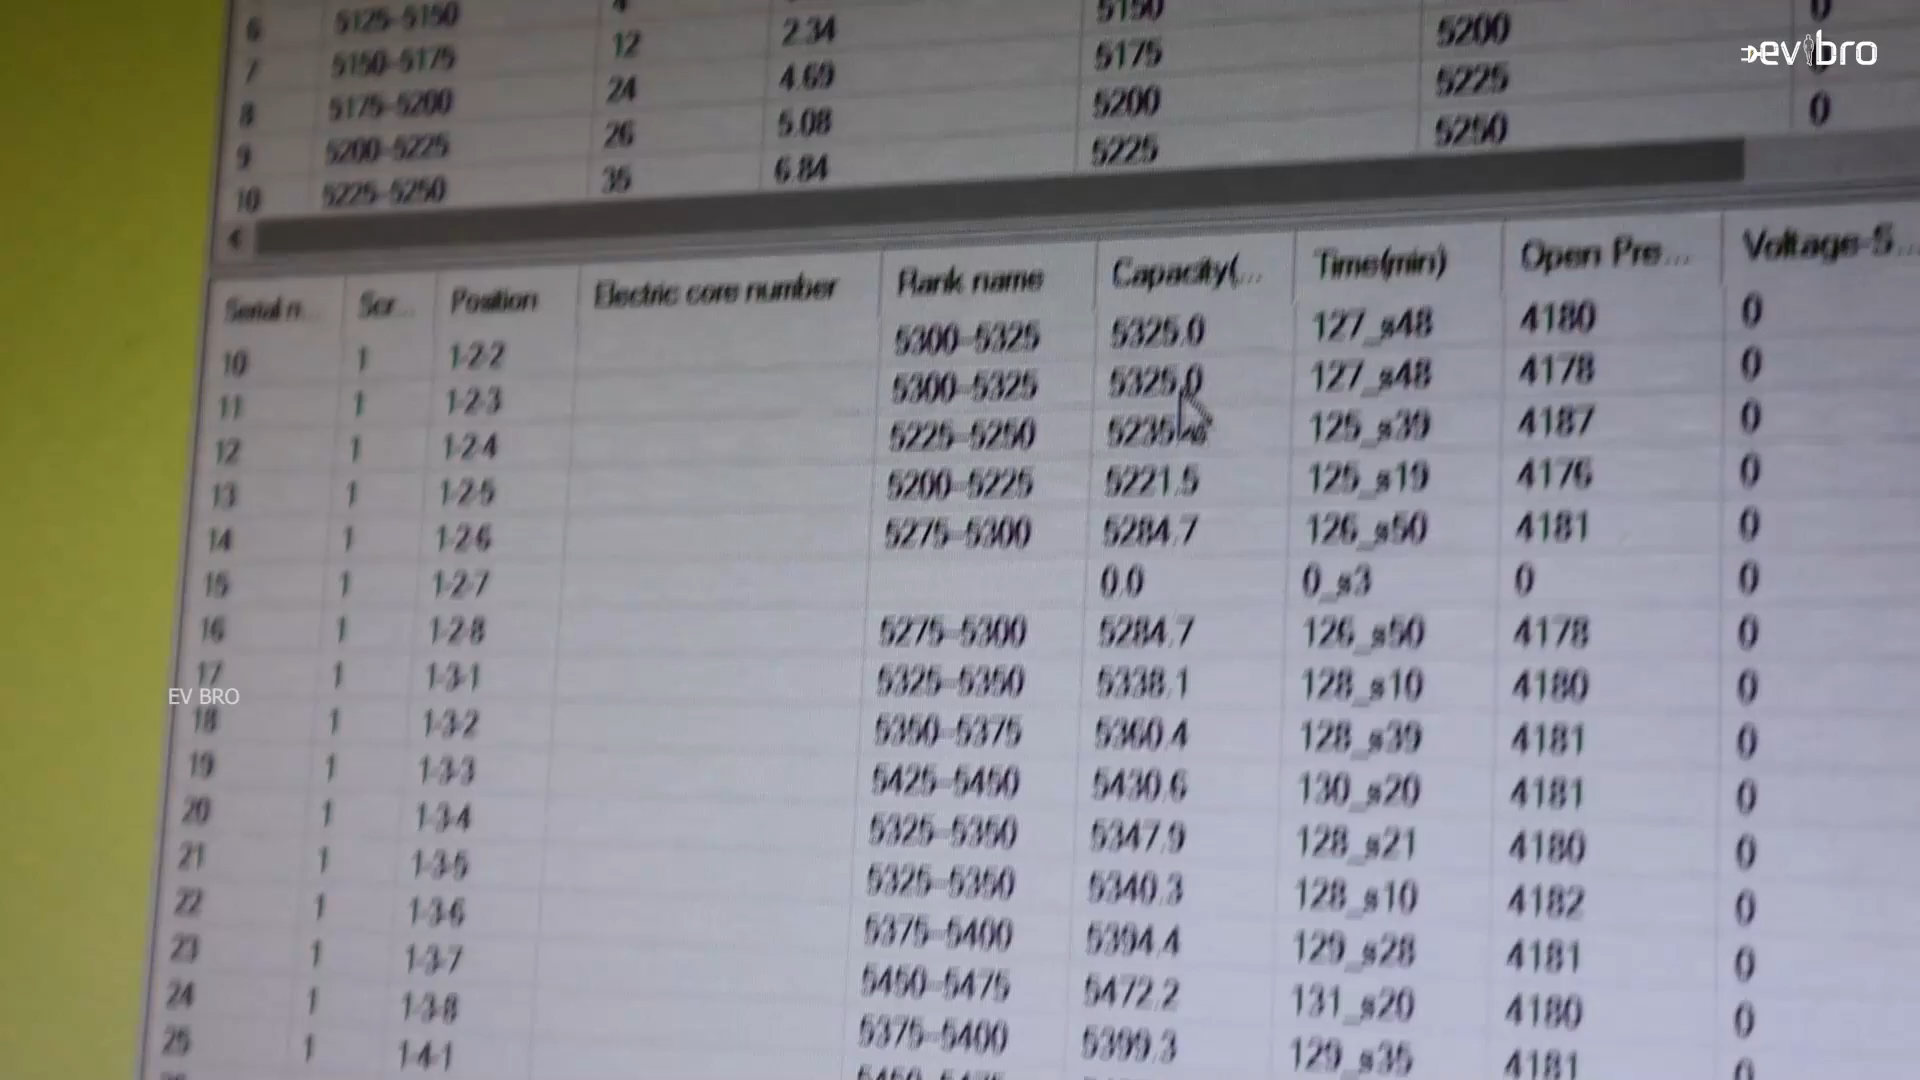 6 5125-5150 4
7 5150-5175 12 2.34 5150
8 5175-5200 24 4.69 5175 5200 0
9 5200-5225 26 5.08 5200 5225
10 5225-5250 35 6.84 5225 5250 0
Serial n... Ser... Position Electric core number Rank name Capacity(... Time(min) Open Pre... Voltage-5...
10 1 1-2-2 5300-5325 5325.0 127_s48 4180 0
11 1 1-2-3 5300-5325 5325.0 127_s48 4178 0
12 1 1-2-4 5225-5250 5235 125_s39 4187 0
13 1 1-2-5 5200-5225 5221.5 125_s19 4176 0
14 1 1-2-6 5275-5300 5284.7 126_s50 4181 0
15 1 1-2-7 0.0 0_s3 0 0
16 1 1-2-8 5275-5300 5284.7 126_s50 4178 0
17 1 1-3-1 5325-5350 5338.1 128_s10 4180 0
18 1 1-3-2 5350-5375 5360.4 128_s39 4181 0
19 1 1-3-3 5425-5450 5430.6 130_s20 4181 0
20 1 1-3-4 5325-5350 5347.9 128_s21 4180 0
21 1 1-3-5 5325-5350 5340.3 128_s10 4182 0
22 1 1-3-6 5375-5400 5394.4 129_s28 4181 0
23 1 1-3-7 5450-5475 5472.2 131_s20 4180 0
24 1 1-3-8 5375-5400 5399.3 129_s35 4181 0
25 1 1-4-1
evbro
EV BRO